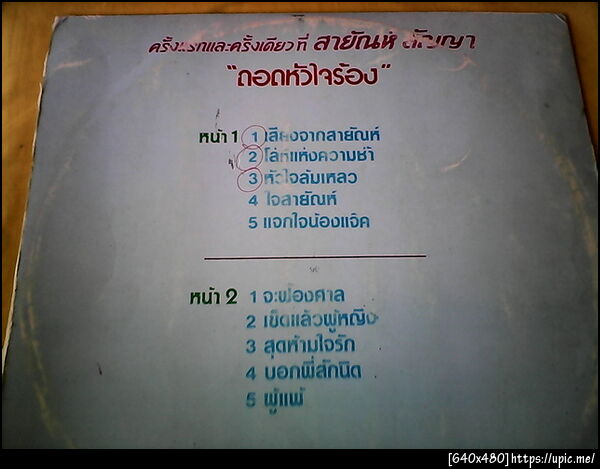 ครั้งแรกและครั้งเดียวที่ สายัณห์ สัญญา
"ถอดหัวใจร้อง"
หน้า 1 1 เสียงจากสายัณห์
2 โล่ห์แห่งความช้ำ
3 หัวใจล้มเหลว
4 ใจสายัณห์
5 แจกใจน้องแจ๊ค
หน้า 2 1 จะฟ้องศาล
2 เข็ดแล้วผู้หญิง
3 สุดห้ามใจรัก
4 บอกพี่สักนิด
5 ผู้แพ้
[640x480]https://upic.me/